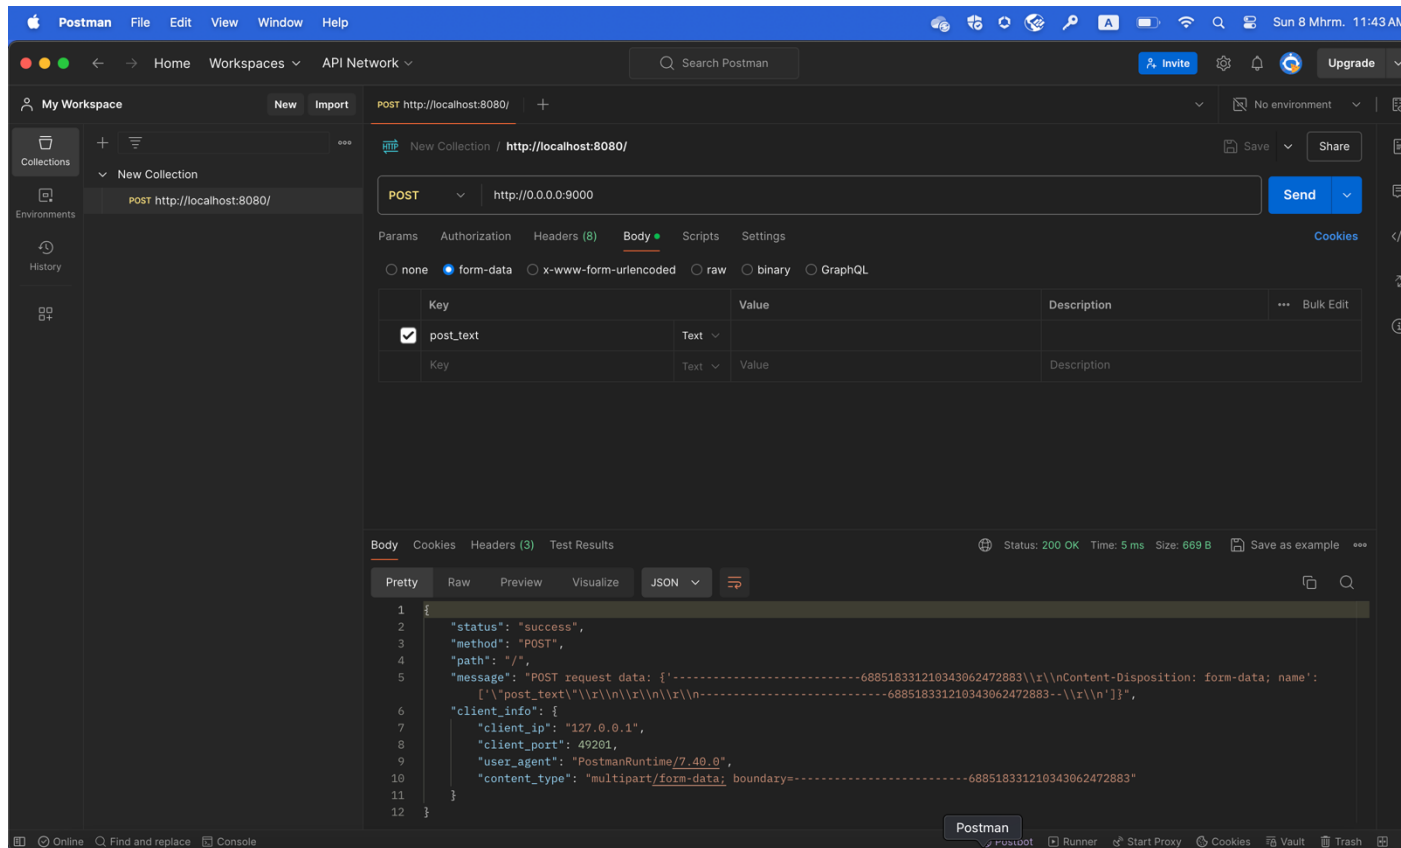 Postman File Edit View Window Help A Sun 8 Mhrm. 11:43 AM
Home Workspaces API Network Search Postman Invite Upgrade
My Workspace New Import POST http://localhost:8080/ No environment
Collections
HTTP New Collection / http://localhost:8080/ Save Share
New Collection
POST http://localhost:8080/
Environments
History
POST http://0.0.0.0:9000 Send
Params Authorization Headers (8) Body Scripts Settings Cookies
none form-data x-www-form-urlencoded raw binary GraphQL
Key Value Description Bulk Edit
post_text Text
Key Text Value Description
Body Cookies Headers (3) Test Results Status: 200 OK Time: 5 ms Size: 669 B Save as example
Pretty Raw Preview Visualize JSON
1 {
2 "status": "success",
3 "method": "POST",
4 "path": "/",
5 "message": "POST request data: {'----------------------------688518331210343062472883\\r\\nContent-Disposition: form-data; name':
['\"post_text\"\\r\\n\\r\\n\\r\\n----------------------------688518331210343062472883--\\r\\n']}",
6 "client_info": {
7 "client_ip": "127.0.0.1",
8 "client_port": 49201,
9 "user_agent": "PostmanRuntime/7.40.0",
10 "content_type": "multipart/form-data; boundary=--------------------------688518331210343062472883"
11 }
12 }
Postman
Online Find and replace Console Postbot Runner Start Proxy Cookies Vault Trash